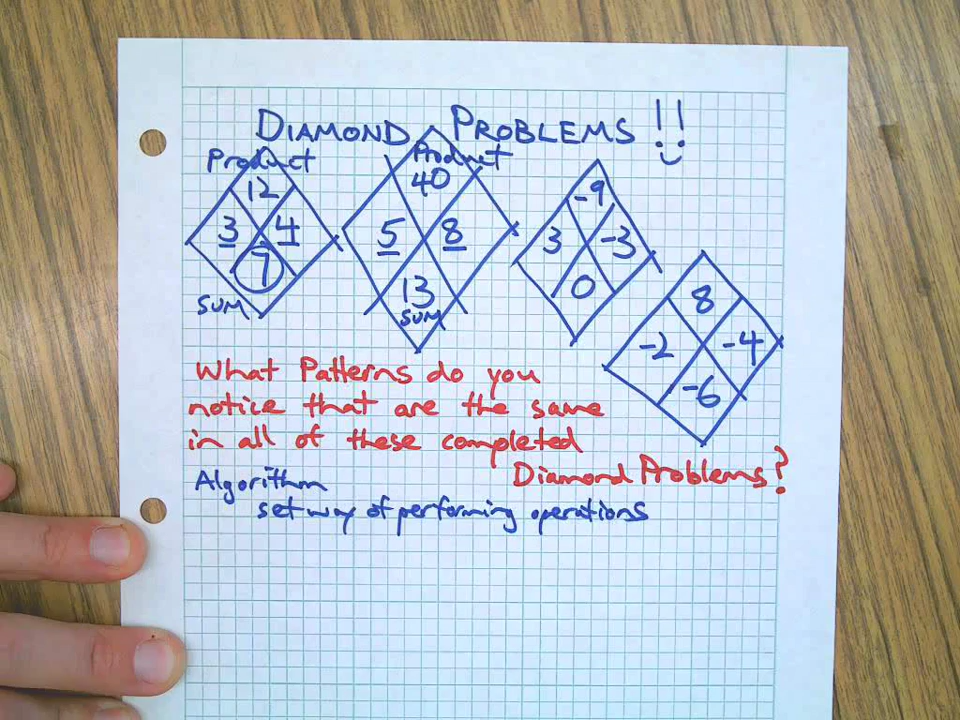 DIAMOND PROBLEMS !!
Product
12
3 4
7
SUM
Product
40
5 8
13
SUM
-9
3 -3
0
8
-2 -4
-6
What Patterns do you
notice that are the same
in all of these completed
Diamond Problems?
Algorithm
set way of performing operations